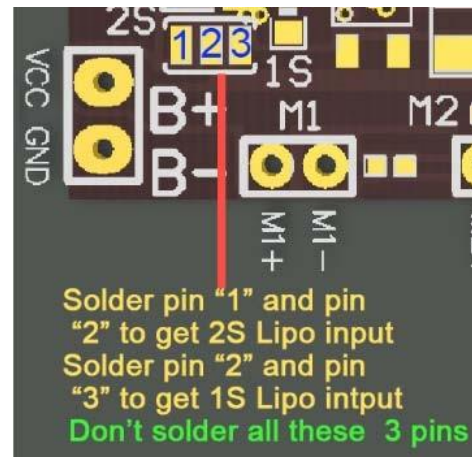 2S
1 2 3
1S
VCC
GND
B+
B-
M1
M2
M1+
M1-
Solder pin “1” and pin
“2” to get 2S Lipo input
Solder pin “2” and pin
“3” to get 1S Lipo intput
Don’t solder all these 3 pins